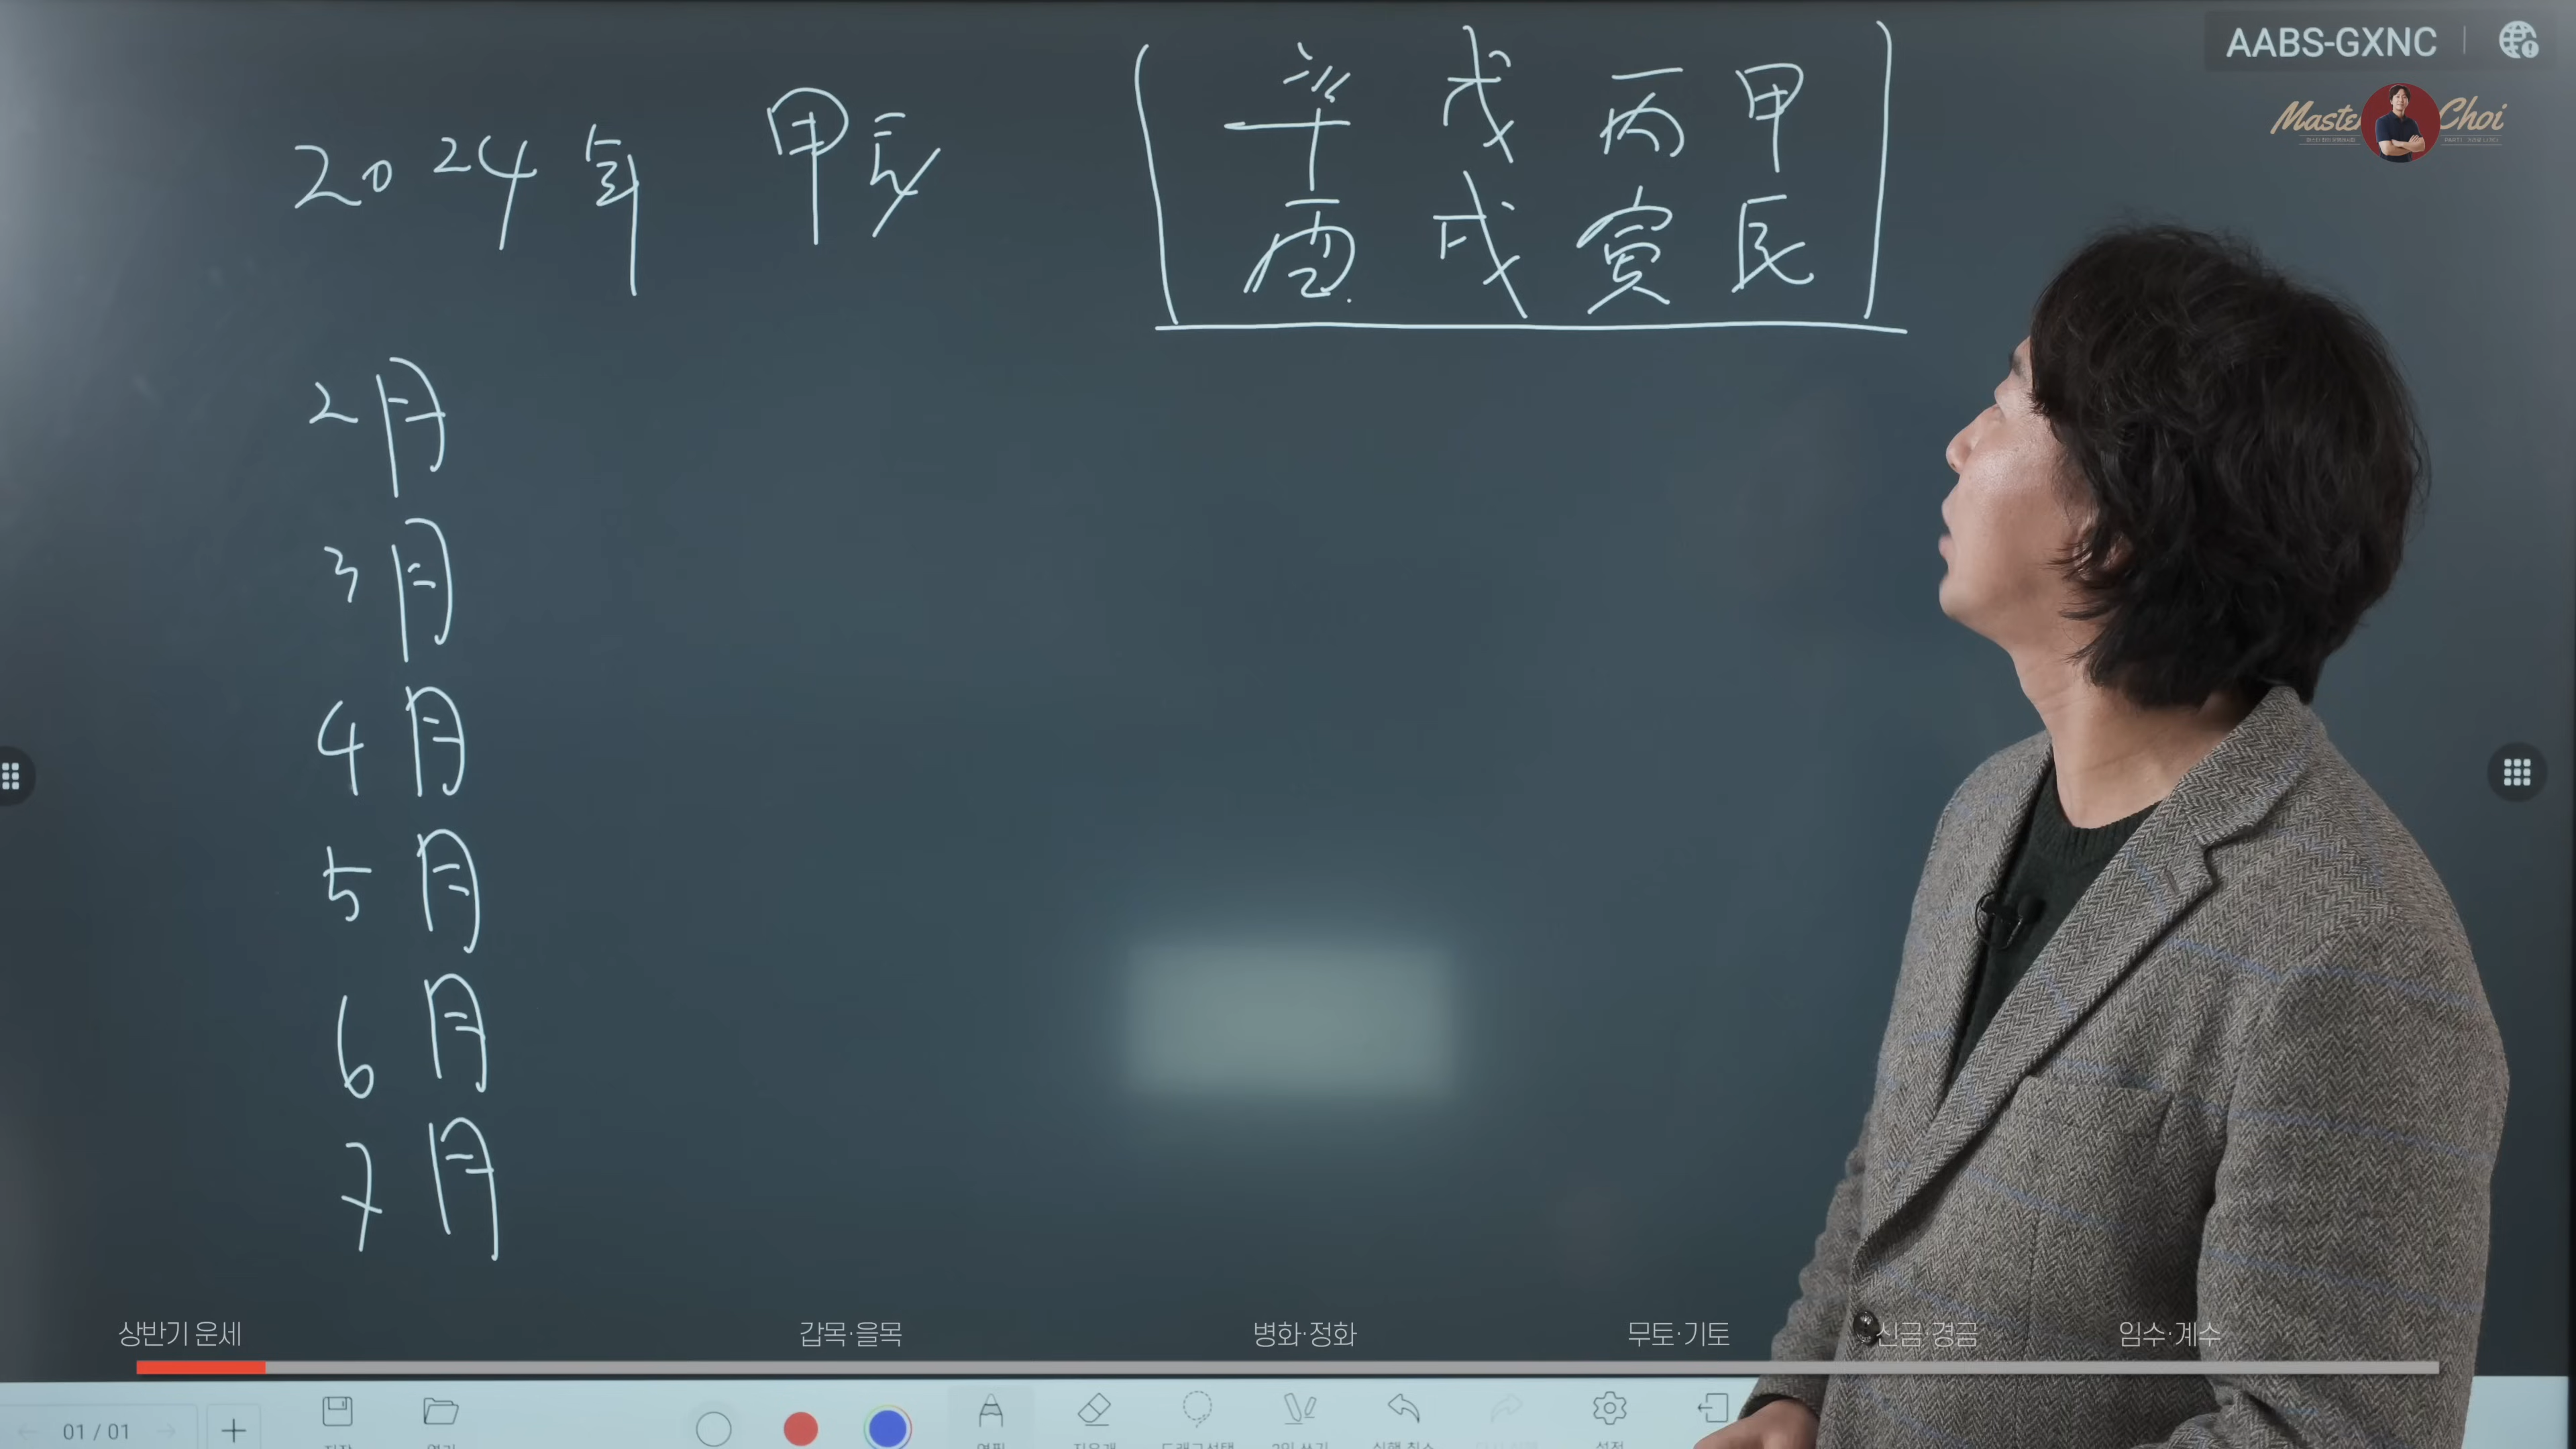 AABS-GXNC
Master Choi
2024年 甲辰
辛 戊 丙 甲
酉 戌 寅 辰
2月
3月
4月
5月
6月
7月
상반기 운세 갑목·을목 병화·정화 무토·기토 신금·경금 임수·계수
01 / 01